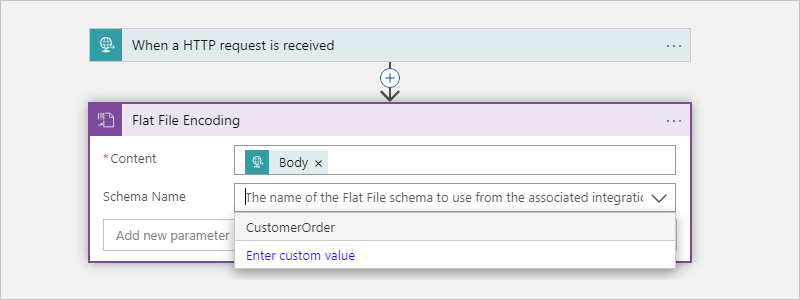 When a HTTP request is received
Flat File Encoding
* Content
Body ×
Schema Name
The name of the Flat File schema to use from the associated integratic
CustomerOrder
Add new parameter
Enter custom value